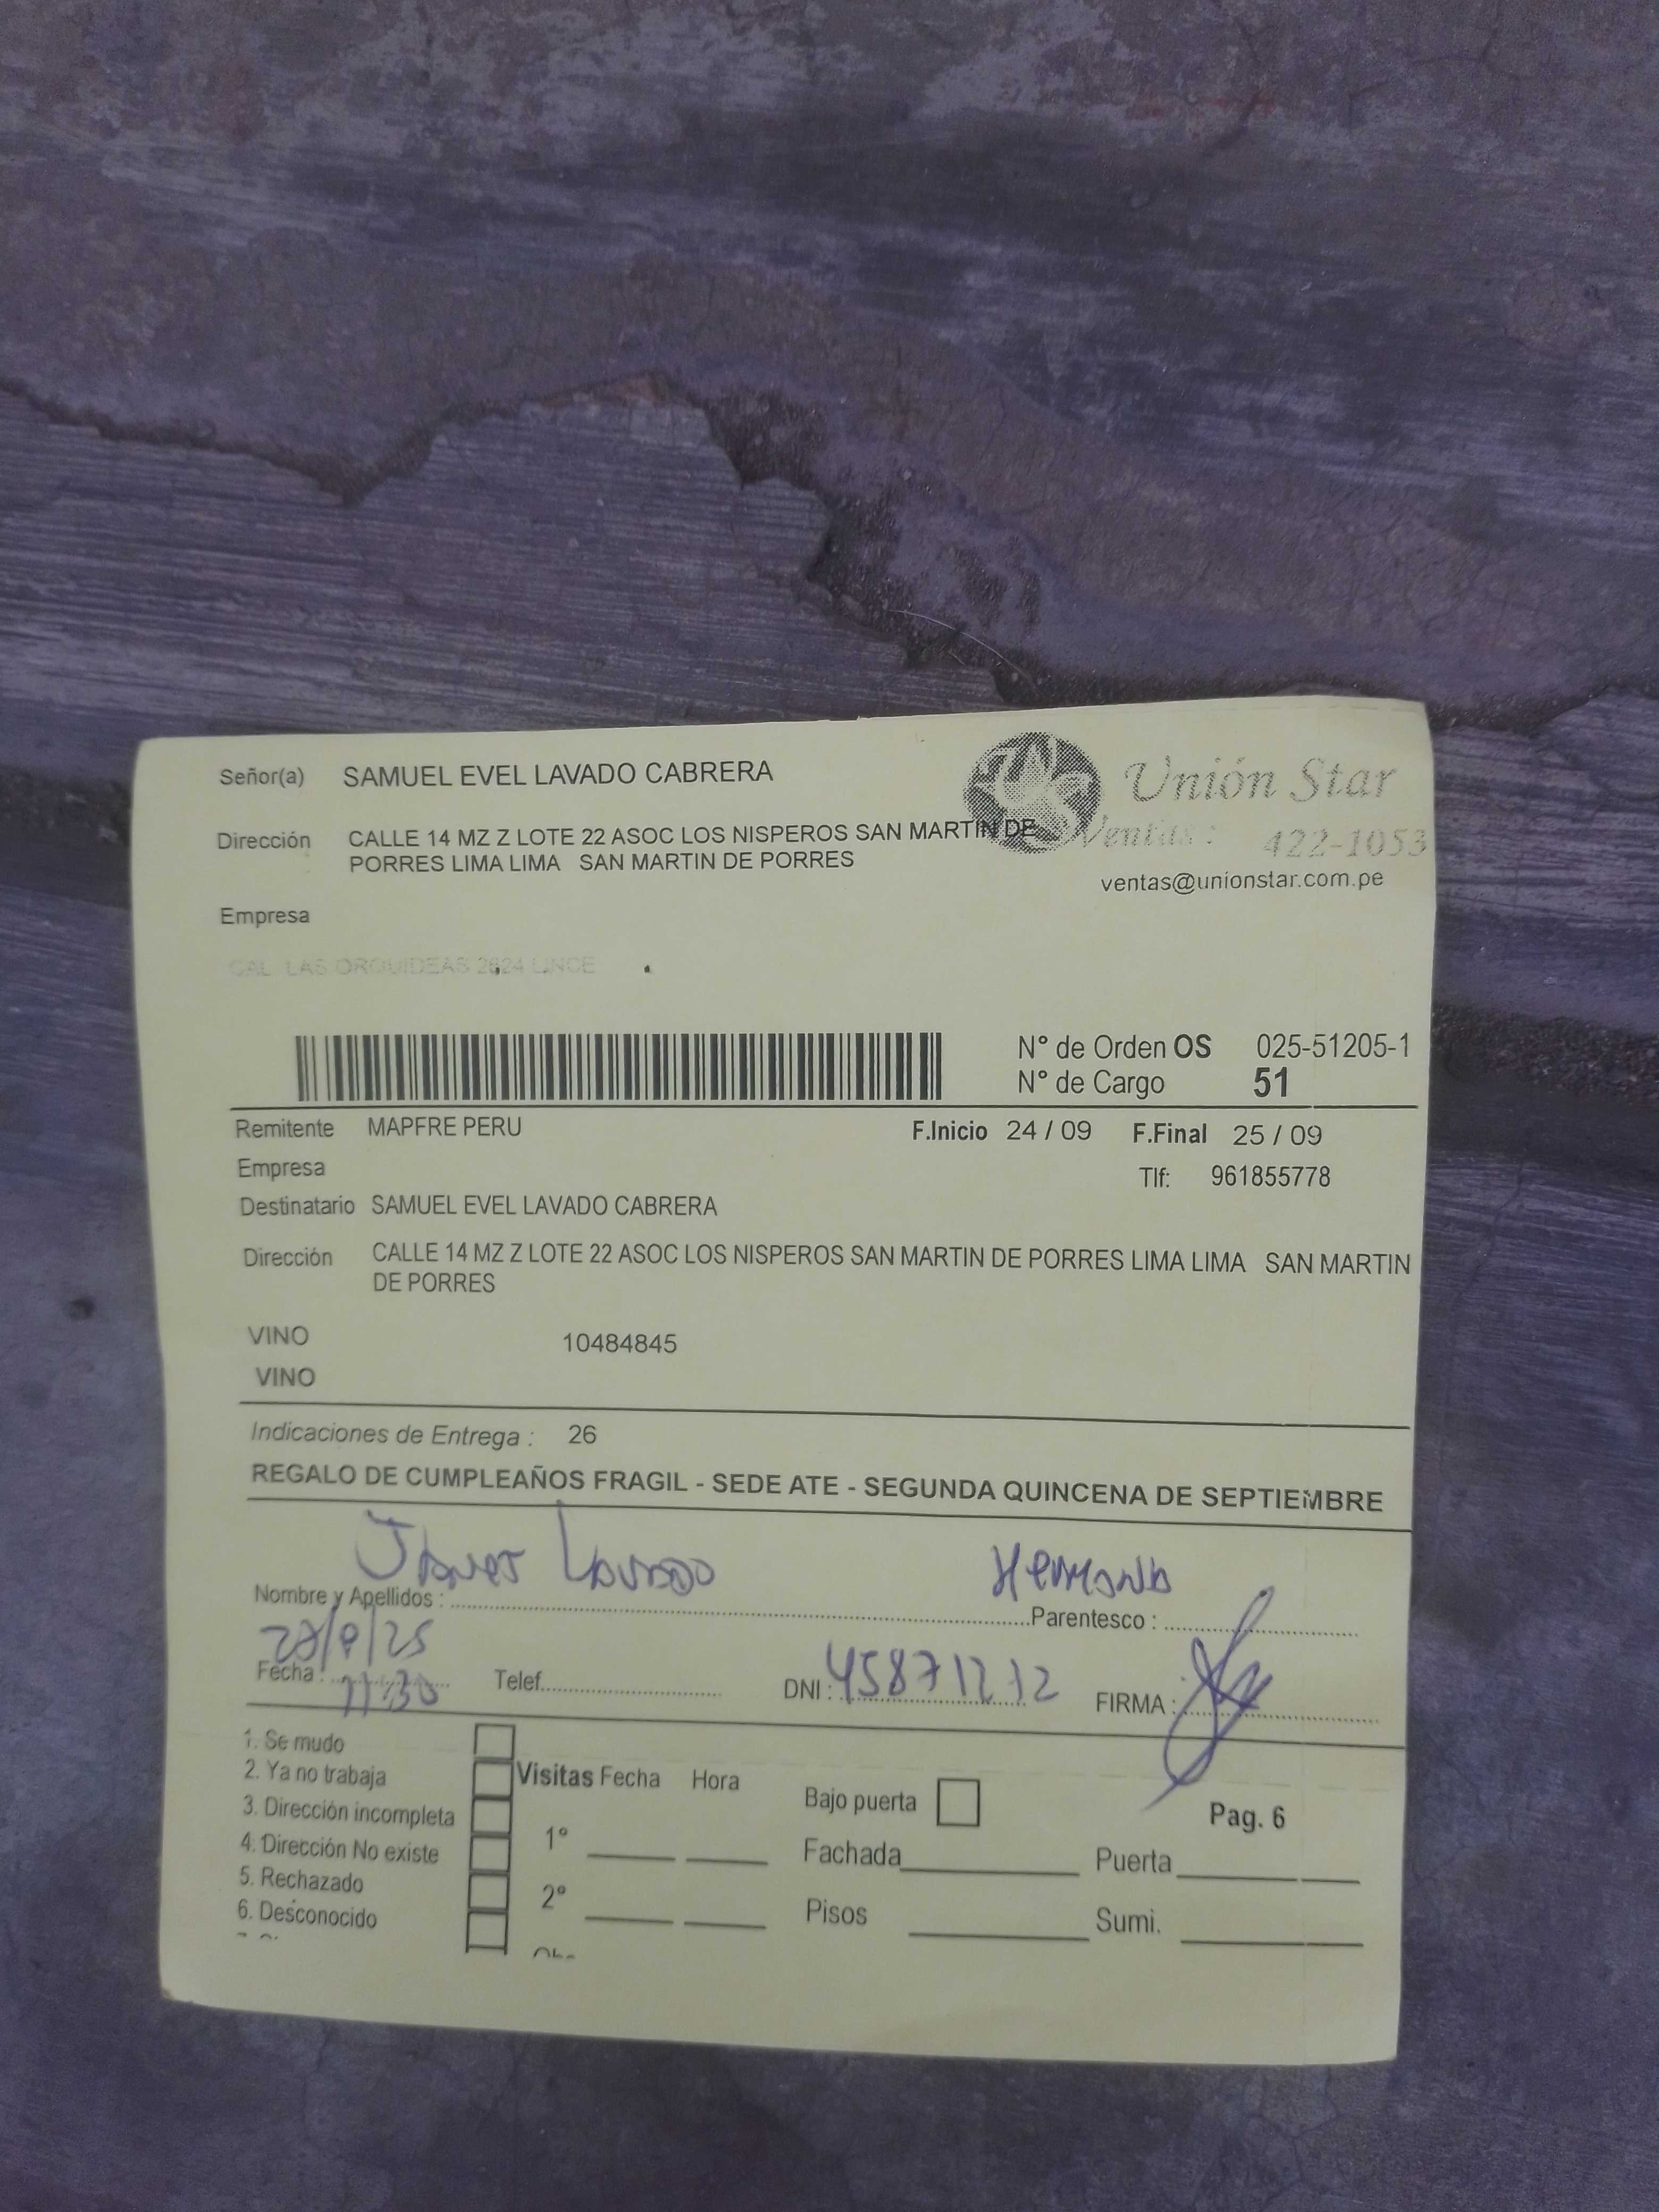 Señor(a) SAMUEL EVEL LAVADO CABRERA
Unión Star
Dirección CALLE 14 MZ Z LOTE 22 ASOC LOS NISPEROS SAN MARTIN DE
PORRES LIMA LIMA SAN MARTIN DE PORRES
Ventas: 422-1053
ventas@unionstar.com.pe
Empresa
CAL LAS ORQUIDEAS 2624 LINCE
N° de Orden OS 025-51205-1
N° de Cargo 51
Remitente MAPFRE PERU F.Inicio 24 / 09 F.Final 25 / 09
Empresa Tlf: 961855778
Destinatario SAMUEL EVEL LAVADO CABRERA
Dirección CALLE 14 MZ Z LOTE 22 ASOC LOS NISPEROS SAN MARTIN DE PORRES LIMA LIMA SAN MARTIN
DE PORRES
VINO 10484845
VINO
Indicaciones de Entrega : 26
REGALO DE CUMPLEAÑOS FRAGIL - SEDE ATE - SEGUNDA QUINCENA DE SEPTIEMBRE
Lavado
Nombre y Apellidos : Parentesco :
Fecha : 11:30 Telef. DNI : 45871212 FIRMA :
1. Se mudo
2. Ya no trabaja
3. Dirección incompleta
4. Dirección No existe
5. Rechazado
6. Desconocido
Visitas Fecha Hora
1°
2°
Bajo puerta Pag. 6
Fachada Puerta
Pisos Sumi.